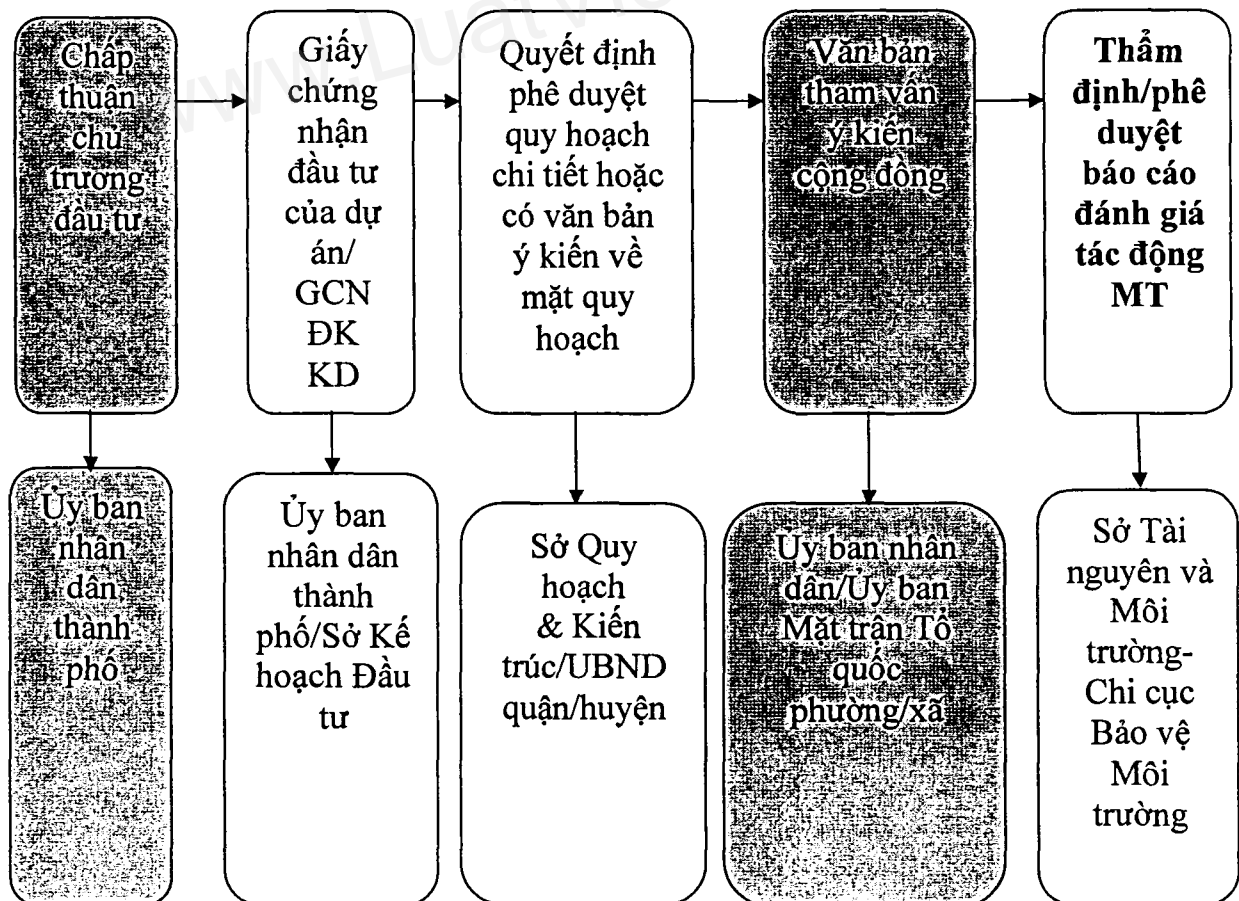 www.LuatVie
Chấp
thuận
chủ
trương
đầu tư
Giấy
chứng
nhận
đầu tư
của dự
án/
GCN
ĐK
KD
Quyết định
phê duyệt
quy hoạch
chi tiết hoặc
có văn bản
ý kiến về
mặt quy
hoạch
Văn bản
tham vấn
ý kiến
cộng đồng
Thẩm
định/phê
duyệt
báo cáo
đánh giá
tác động
MT
Ủy ban
nhân
dân
thành
phố
Ủy ban
nhân dân
thành
phố/Sở Kế
hoạch Đầu
tư
Sở Quy
hoạch
& Kiến
trúc/UBND
quận/huyện
Ủy ban nhân
dân/Ủy ban
Mặt trận Tổ
quốc
phường/xã
Sở Tài
nguyên và
Môi
trường-
Chi cục
Bảo vệ
Môi
trường